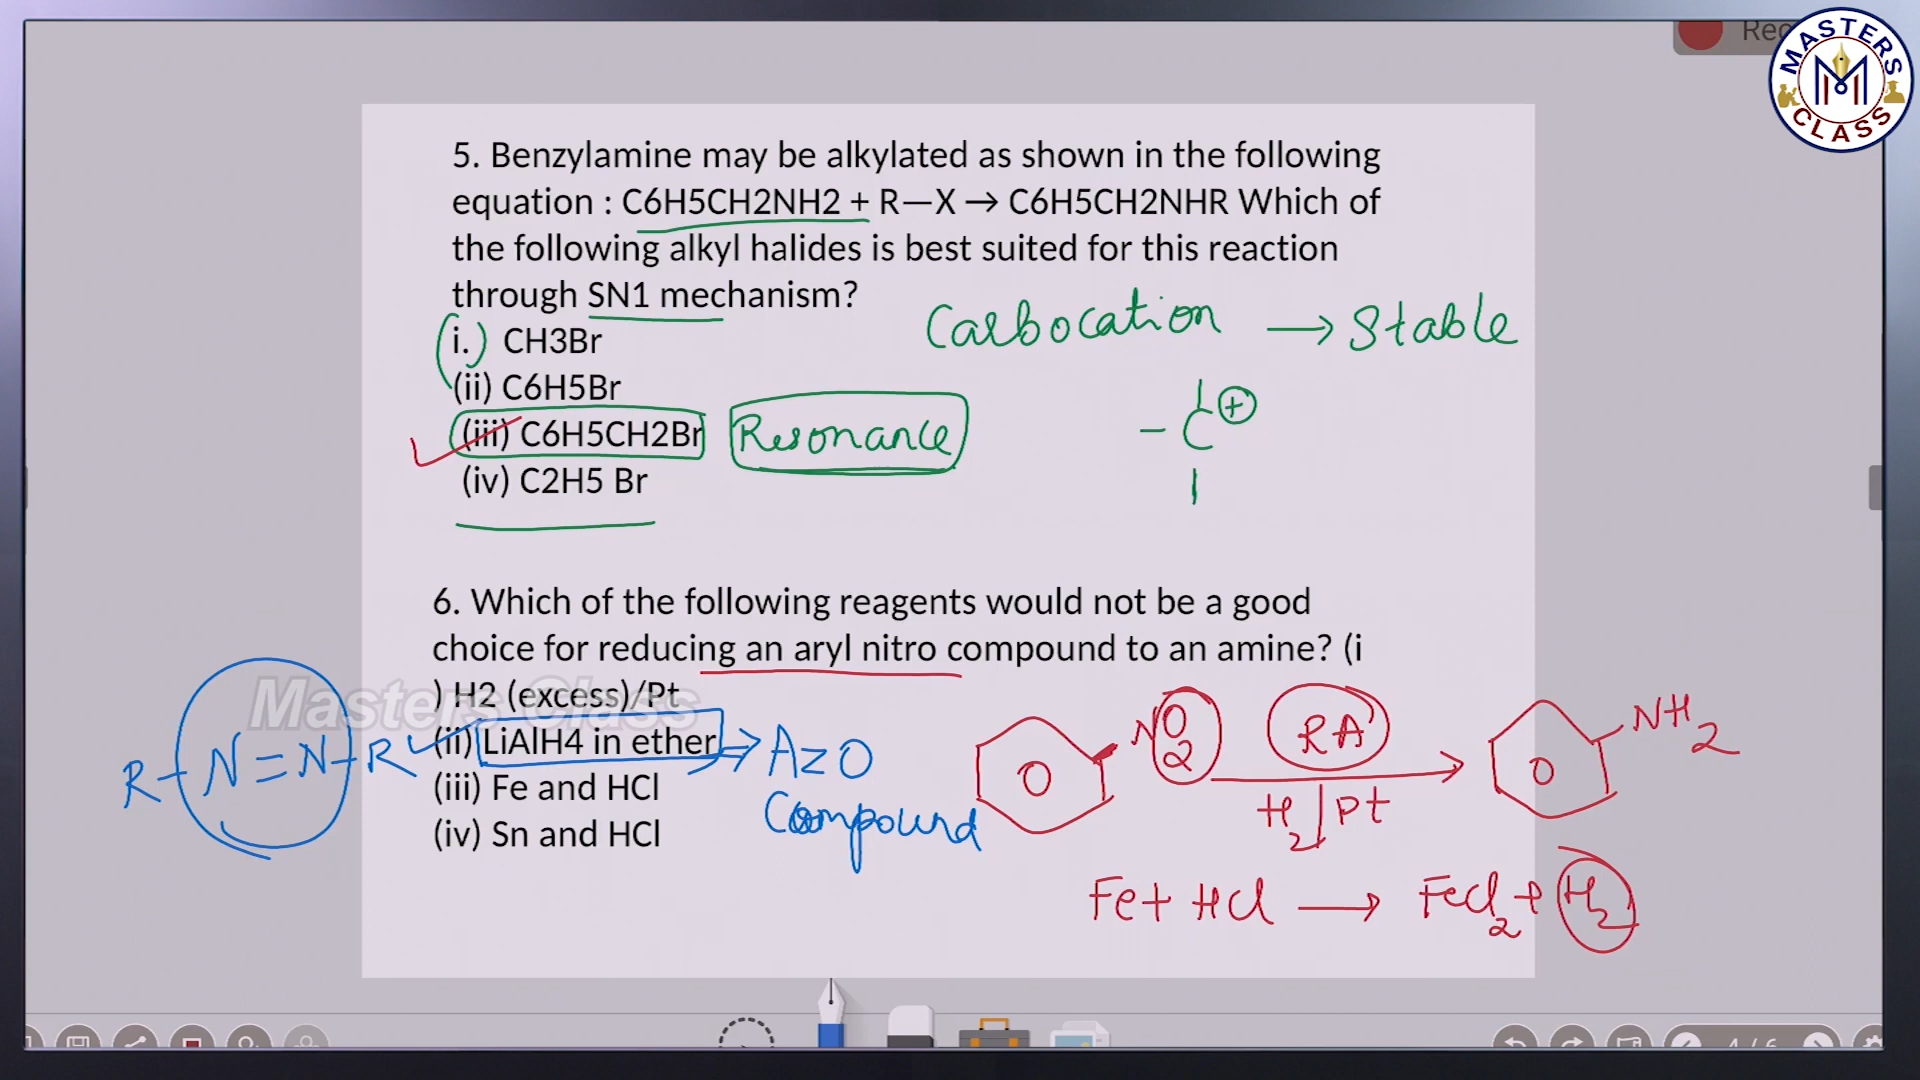 Rec
MASTERS
CLASS
5. Benzylamine may be alkylated as shown in the following
equation : C6H5CH2NH2 + R—X → C6H5CH2NHR Which of
the following alkyl halides is best suited for this reaction
through SN1 mechanism?
Carbocation → Stable
i.) CH3Br
(ii) C6H5Br
(iii) C6H5CH2Br
Resonance
– C +
(iv) C2H5 Br
6. Which of the following reagents would not be a good
choice for reducing an aryl nitro compound to an amine? (i
) H2 (excess)/Pt
Masters Class
(ii) LiAlH4 in ether
→ Azo
Compound
R–N=N–R
(iii) Fe and HCl
(iv) Sn and HCl
NO2
RA
H2 | Pt
NH2
Fe + HCl → FeCl2 + H2
4 / 6